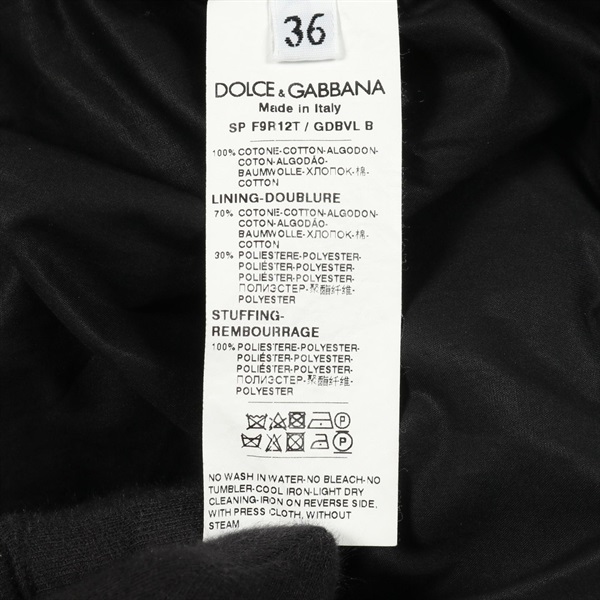 36
DOLCE & GABBANA
Made in Italy
SP F9R12T / GDBVL B
100% COTONE-COTTON-ALGODON-
COTON-ALGODÃO-
BAUMWOLLE-ХЛОПОК-棉-
COTTON
LINING-DOUBLURE
70% COTONE-COTTON-ALGODON-
COTON-ALGODÃO-
BAUMWOLLE-ХЛОПОК-棉-
COTTON
30% POLIESTERE-POLYESTER-
POLIÉSTER-POLYESTER-
POLIÉSTER-POLYESTER-
ПОЛИЭСТЕР-聚酯纤维-
POLYESTER
STUFFING-
REMBOURRAGE
100% POLIESTERE-POLYESTER-
POLIÉSTER-POLYESTER-
POLIÉSTER-POLYESTER-
ПОЛИЭСТЕР-聚酯纤维-
POLYESTER
P
P
NO WASH IN WATER-NO BLEACH-NO
TUMBLER-COOL IRON-LIGHT DRY
CLEANING-IRON ON REVERSE SIDE,
WITH PRESS CLOTH, WITHOUT
STEAM